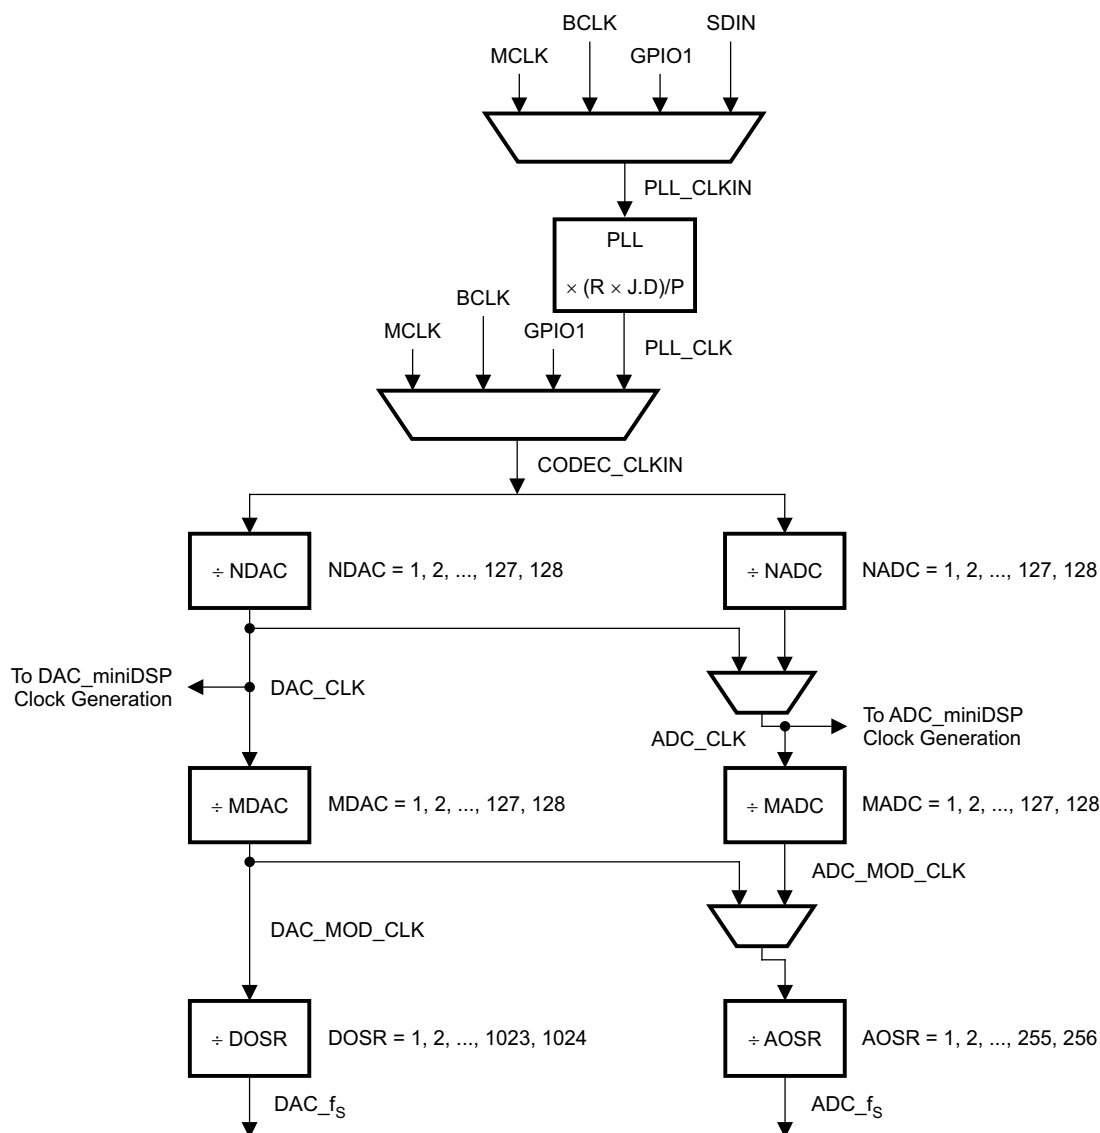 BCLK
SDIN
MCLK
GPIO1
PLL_CLKIN
PLL
× (R × J.D)/P
BCLK
MCLK
GPIO1
PLL_CLK
CODEC_CLKIN
÷ NDAC
NDAC = 1, 2, ..., 127, 128
÷ NADC
NADC = 1, 2, ..., 127, 128
To DAC_miniDSP
Clock Generation
DAC_CLK
To ADC_miniDSP
Clock Generation
ADC_CLK
÷ MDAC
MDAC = 1, 2, ..., 127, 128
÷ MADC
MADC = 1, 2, ..., 127, 128
ADC_MOD_CLK
DAC_MOD_CLK
÷ DOSR
DOSR = 1, 2, ..., 1023, 1024
÷ AOSR
AOSR = 1, 2, ..., 255, 256
DAC_fS
ADC_fS